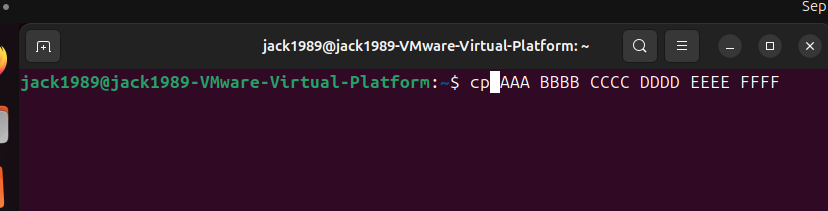 Sep
jack1989@jack1989-VMware-Virtual-Platform: ~
jack1989@jack1989-VMware-Virtual-Platform:~$ cp AAA BBBB CCCC DDDD EEEE FFFF